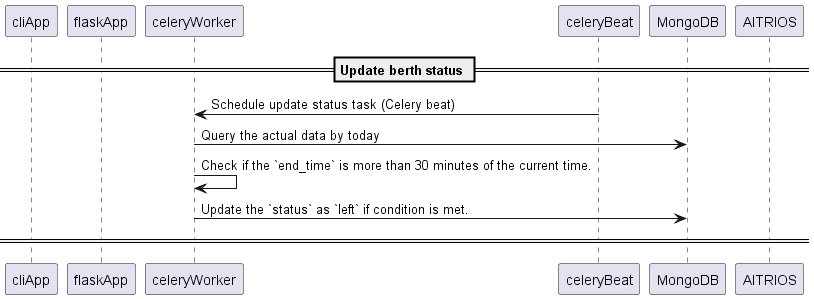 cliApp flaskApp celeryWorker celeryBeat MongoDB AITRIOS
Update berth status
Schedule update status task (Celery beat)
Query the actual data by today
Check if the `end_time` is more than 30 minutes of the current time.
Update the `status` as `left` if condition is met.
cliApp flaskApp celeryWorker celeryBeat MongoDB AITRIOS